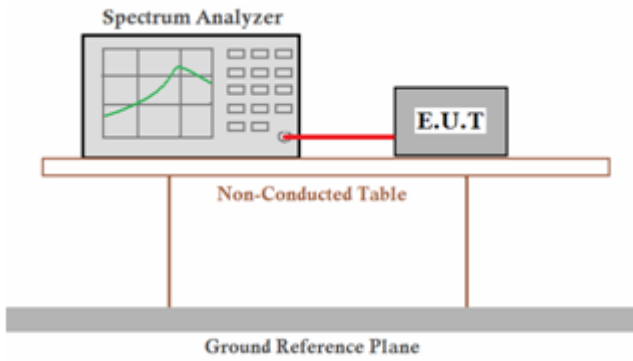 Spectrum Analyzer
E.U.T
Non-Conducted Table
Ground Reference Plane